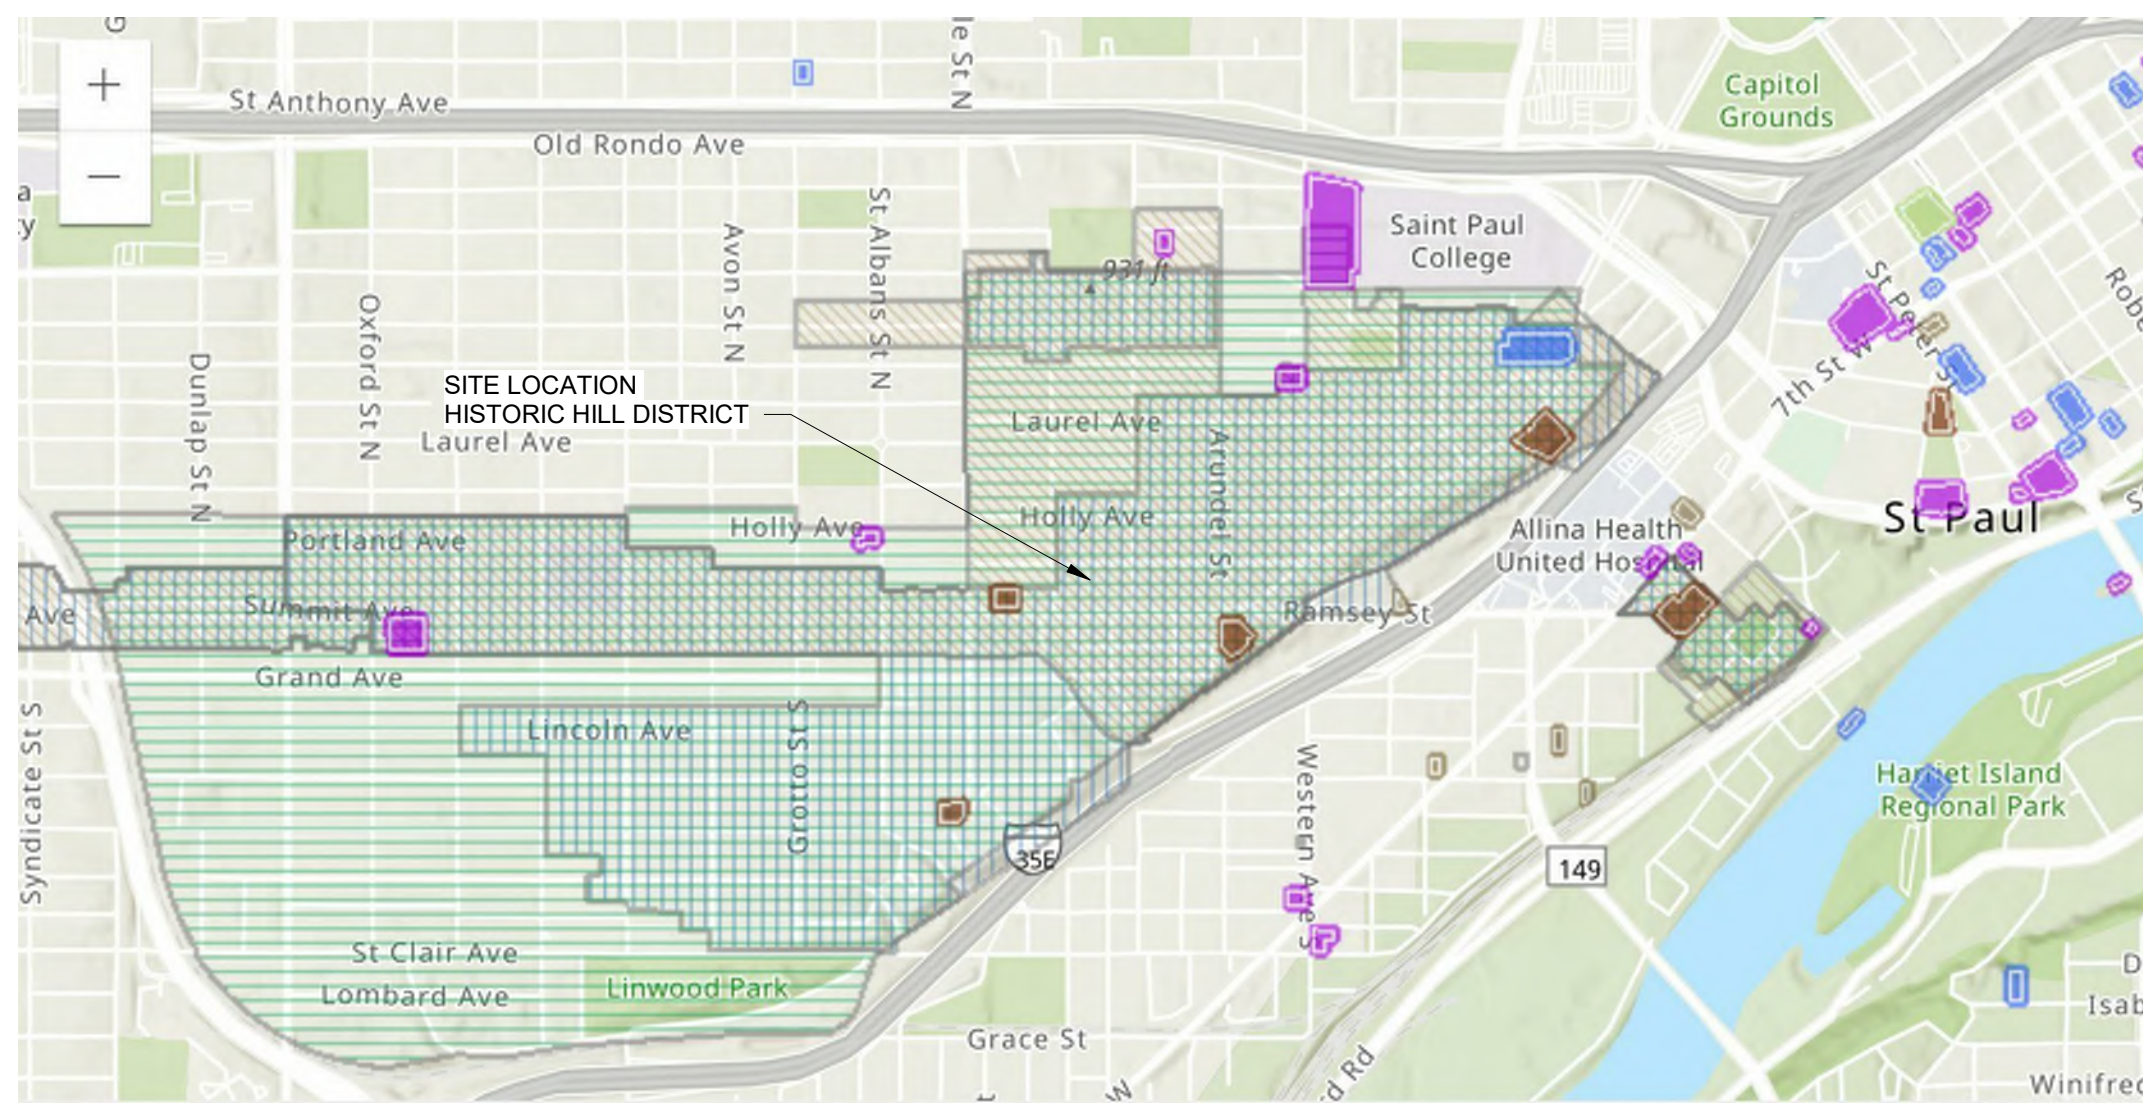 G
le St N
+
−
St Anthony Ave
Old Rondo Ave
Capitol
Grounds
a
ty
St Albans St N
Avon St N
Saint Paul
College
931 ft
St Peter St
Oxford St N
Dunlap St N
7th St W
SITE LOCATION
HISTORIC HILL DISTRICT
Laurel Ave
Laurel Ave
Arundel St
Holly Ave
Holly Ave
Portland Ave
St Paul
Allina Health
United Hospital
Ave
Summit Ave
Ramsey St
Grand Ave
Lincoln Ave
Grotto St S
Syndicate St S
Western Ave S
Harriet Island
Regional Park
35E
149
St Clair Ave
Lombard Ave
Linwood Park
Grace St
Winifred